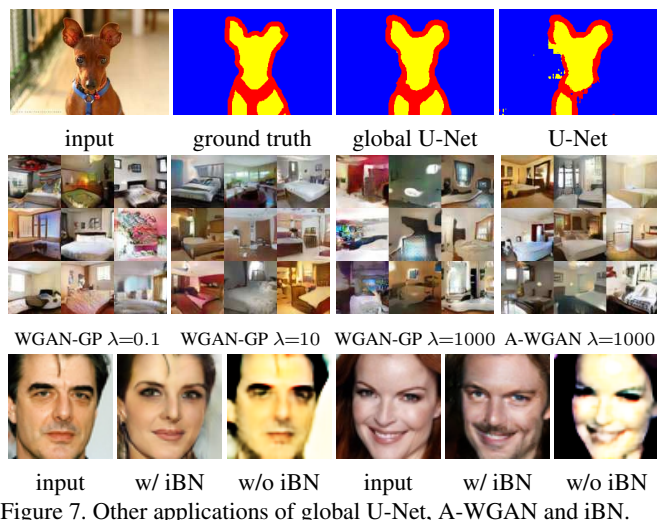 input ground truth global U-Net U-Net
WGAN-GP λ=0.1 WGAN-GP λ=10 WGAN-GP λ=1000 A-WGAN λ=1000
input w/ iBN w/o iBN input w/ iBN w/o iBN
Figure 7. Other applications of global U-Net, A-WGAN and iBN.